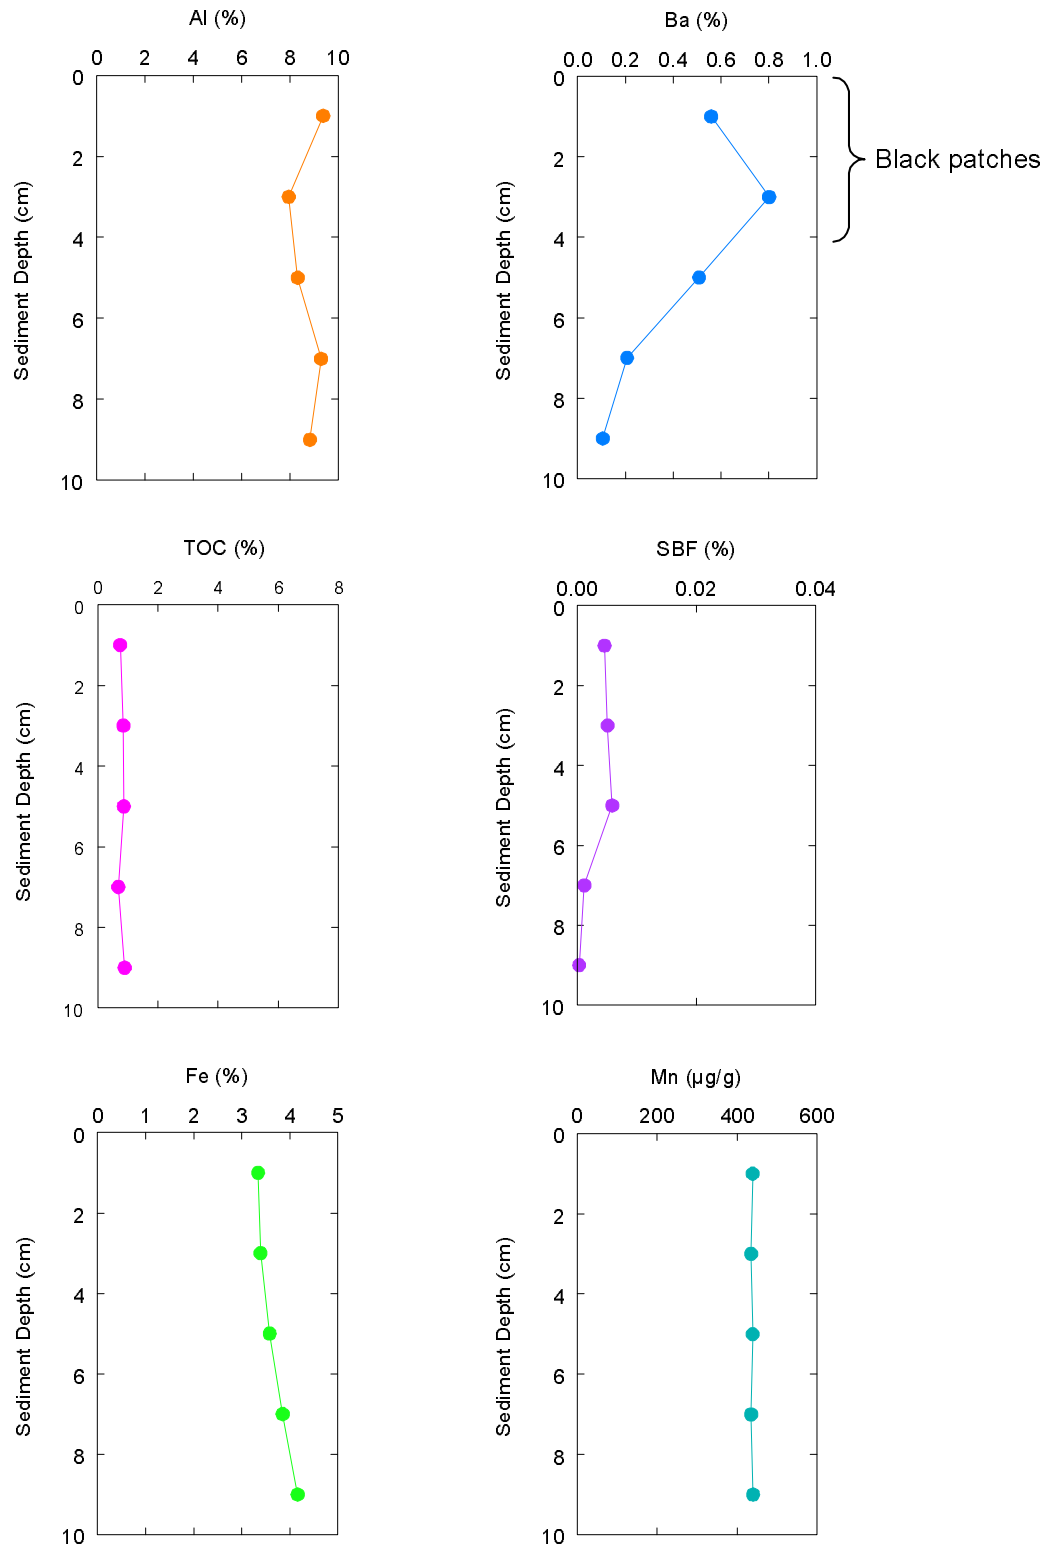 Al (%)
0 2 4 6 8 10
0
2
4
6
8
10
Sediment Depth (cm)
Ba (%)
0.0 0.2 0.4 0.6 0.8 1.0
0
2
4
6
8
10
Sediment Depth (cm)
Black patches
TOC (%)
0 2 4 6 8
0
2
4
6
8
10
Sediment Depth (cm)
SBF (%)
0.00 0.02 0.04
0
2
4
6
8
10
Sediment Depth (cm)
Fe (%)
0 1 2 3 4 5
0
2
4
6
8
10
Sediment Depth (cm)
Mn (µg/g)
0 200 400 600
0
2
4
6
8
10
Sediment Depth (cm)